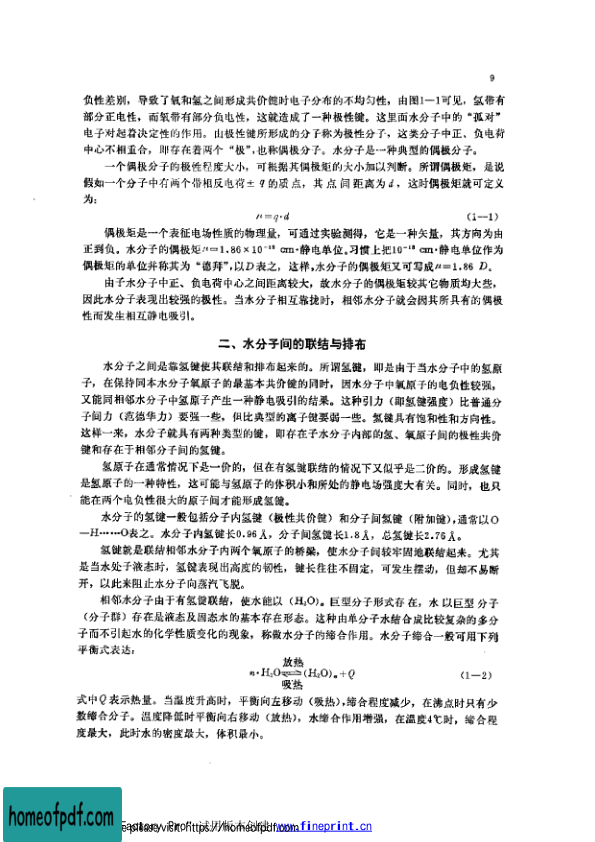 9
负性差别，导致了氧和氢之间形成共价键时电子分布的不均匀性，由图1—1可见，氢带有
部分正电性，而氧带有部分负电性，这就造成了一种极性键。这里面水分子中的“孤对”
电子对起着决定性的作用。由极性键所形成的分子称为极性分子，这类分子中正、负电荷
中心不相重合，即存在着两个“极”，也称偶极分子。水分子是一种典型的偶极分子。
一个偶极分子的极性程度大小，可根据其偶极矩的大小加以判断。所谓偶极矩，是说
假如一个分子中有两个带相反电荷± q 的质点，其点间距离为 d ，这时偶极矩就可定义
为：
μ=q·d （1—1）
偶极矩是一个表征电场性质的物理量，可通过实验测得，它是一种矢量，其方向为由
正到负。水分子的偶极矩μ=1.86×10⁻¹⁸ cm·静电单位。习惯上把10⁻¹⁸ cm·静电单位作为
偶极矩的单位并称其为“德拜”，以D表之，这样，水分子的偶极矩又可写成μ=1.86 D。
由于水分子中正、负电荷中心之间距离较大，故水分子的偶极矩较其它物质均大些，
因此水分子表现出较强的极性。当水分子相互靠拢时，相邻水分子就会因其所具有的偶极
性而发生相互静电吸引。
二、水分子间的联结与排布
水分子之间是靠氢键使其联结和排布起来的。所谓氢键，即是由于当水分子中的氢原
子，在保持同本水分子氧原子的最基本共价键的同时，因水分子中氧原子的电负性较强，
又能同相邻水分子中氢原子产生一种静电吸引的结果。这种引力（即氢键强度）比普通分
子间力（范德华力）要强一些，但比典型的离子键要弱一些。氢键具有饱和性和方向性。
这样一来，水分子就具有两种类型的键，即存在于水分子内部的氢、氧原子间的极性共价
键和存在于相邻分子间的氢键。
氢原子在通常情况下是一价的，但在有氢键联结的情况下又似乎是二价的。形成氢键
是氢原子的一种特性，这可能与氢原子的体积小和所处的静电场强度大有关。同时，也只
能在两个电负性很大的原子间才能形成氢键。
水分子的氢键一般包括分子内氢键（极性共价键）和分子间氢键（附加键），通常以O
—H……O表之。水分子内氢键长0.96Å，分子间氢键长1.8Å，总氢键长2.76Å。
氢键就是联结相邻水分子内两个氧原子的桥梁，使水分子间较牢固地联结起来。尤其
是当水处于液态时，氢键表现出高度的韧性，键长往往不固定，可发生摆动，但却不易断
开，以此来阻止水分子向蒸汽飞脱。
相邻水分子由于有氢键联结，使水能以（H₂O）ₙ巨型分子形式存在，水以巨型分子
（分子群）存在是液态及固态水的基本存在形态。这种由单分子水结合成比较复杂的多分
子而不引起水的化学性质变化的现象，称做水分子的缔合作用。水分子缔合一般可用下列
平衡式表达：
放热
n·H₂O⇌(H₂O)ₙ+Q （1—2）
吸热
式中Q表示热量。当温度升高时，平衡向左移动（吸热），缔合程度减少，在沸点时只有少
数缔合分子。温度降低时平衡向右移动（放热），水缔合作用增强，在温度4℃时，缔合程
度最大，此时水的密度最大，体积最小。
homeofpdf.com
Factory Pro" 试用版本创建 www.fineprint.cn
please visit: https://homeofpdf.com